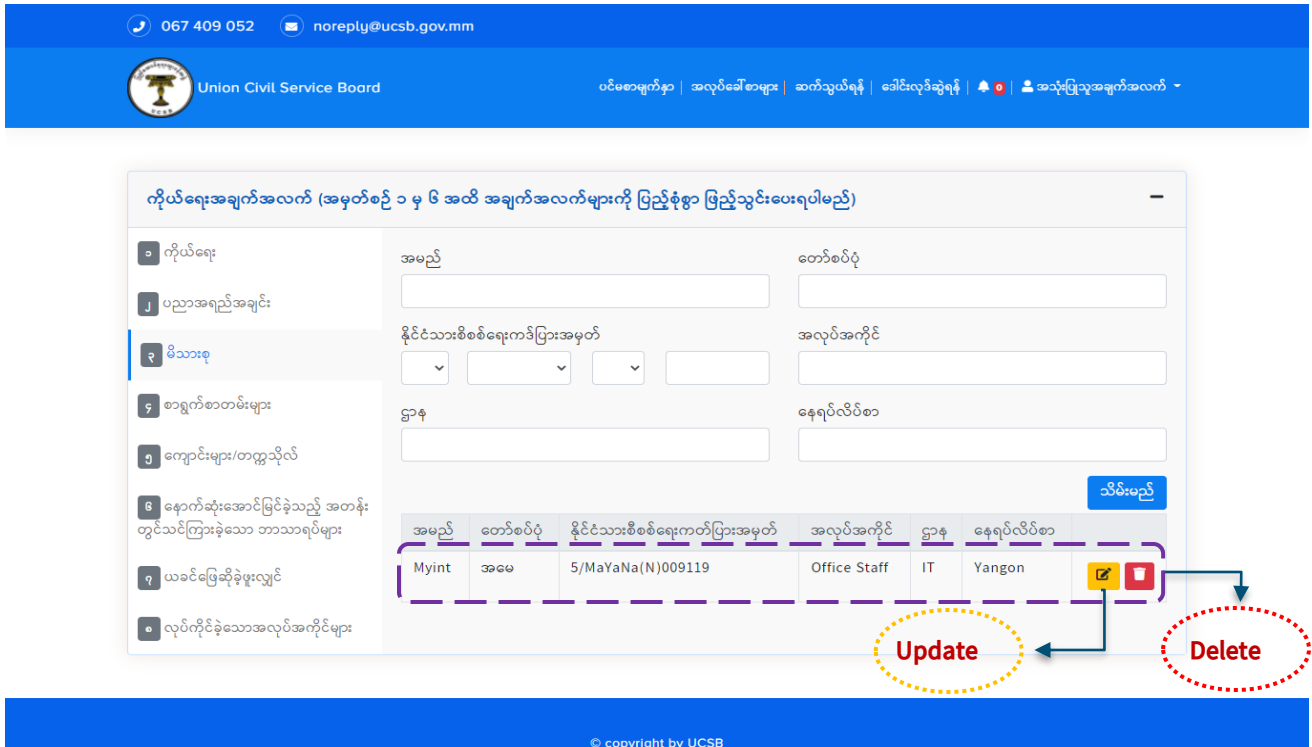 067 409 052 noreply@ucsb.gov.mm
Union Civil Service Board
ပင်မစာမျက်နှာ | အလုပ်ခေါ်စာများ | ဆက်သွယ်ရန် | ဒေါင်းလုဒ်ဆွဲရန် | 0 | အသုံးပြုသူအချက်အလက်
ကိုယ်ရေးအချက်အလက် (အမှတ်စဉ် ၁ မှ ၆ အထိ အချက်အလက်များကို ပြည့်စုံစွာ ဖြည့်သွင်းပေးရပါမည်)
၁ ကိုယ်ရေး
၂ ပညာအရည်အချင်း
၃ မိသားစု
၄ စာရွက်စာတမ်းများ
၅ ကျောင်းများ/တက္ကသိုလ်
၆ နောက်ဆုံးအောင်မြင်ခဲ့သည့် အတန်း
တွင်သင်ကြားခဲ့သော ဘာသာရပ်များ
၇ ယခင်ဖြေဆိုခဲ့ဖူးလျှင်
၈ လုပ်ကိုင်ခဲ့သောအလုပ်အကိုင်များ
အမည် တော်စပ်ပုံ
နိုင်ငံသားစိစစ်ရေးကဒ်ပြားအမှတ် အလုပ်အကိုင်
ဌာန နေရပ်လိပ်စာ
သိမ်းမည်
အမည် တော်စပ်ပုံ နိုင်ငံသားစီစစ်ရေးကတ်ပြားအမှတ် အလုပ်အကိုင် ဌာန နေရပ်လိပ်စာ
Myint အမေ 5/MaYaNa(N)009119 Office Staff IT Yangon
Update Delete
© copyright by UCSB